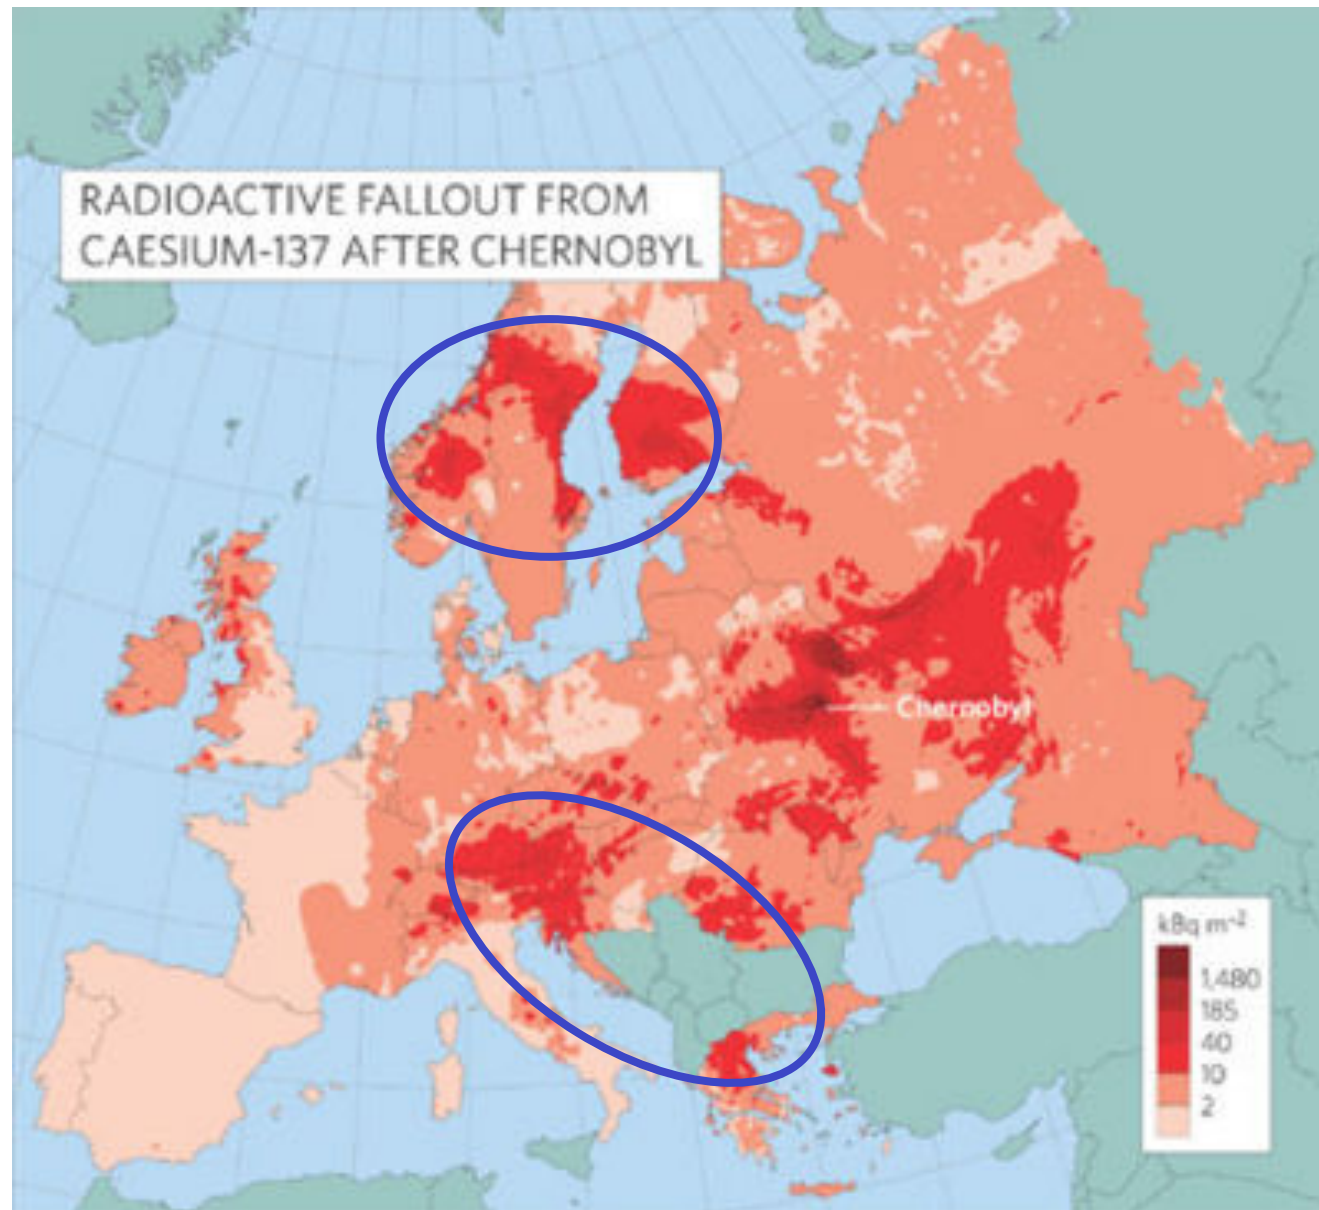 RADIOACTIVE FALLOUT FROM
CAESIUM-137 AFTER CHERNOBYL
Chernobyl
kBq m⁻²
1,480
185
40
10
2